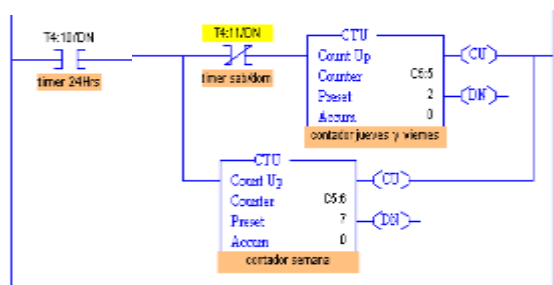 T4:10/DN
timer 24Hrs
T4:11/DN
timer sab/dom
CTU
Count Up
Counter C5:5
Preset 2
Accum 0
(CU)
(DN)
contador jueves y viernes
CTU
Count Up
Counter C5:6
Preset 7
Accum 0
(CU)
(DN)
contador semana